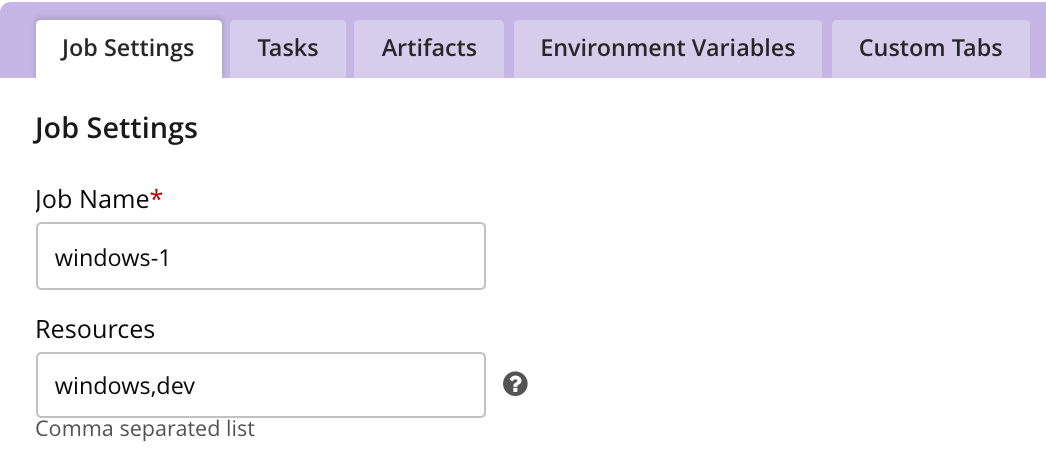 Job Settings Tasks Artifacts Environment Variables Custom Tabs
Job Settings
Job Name*
windows-1
Resources
windows,dev ?
Comma separated list